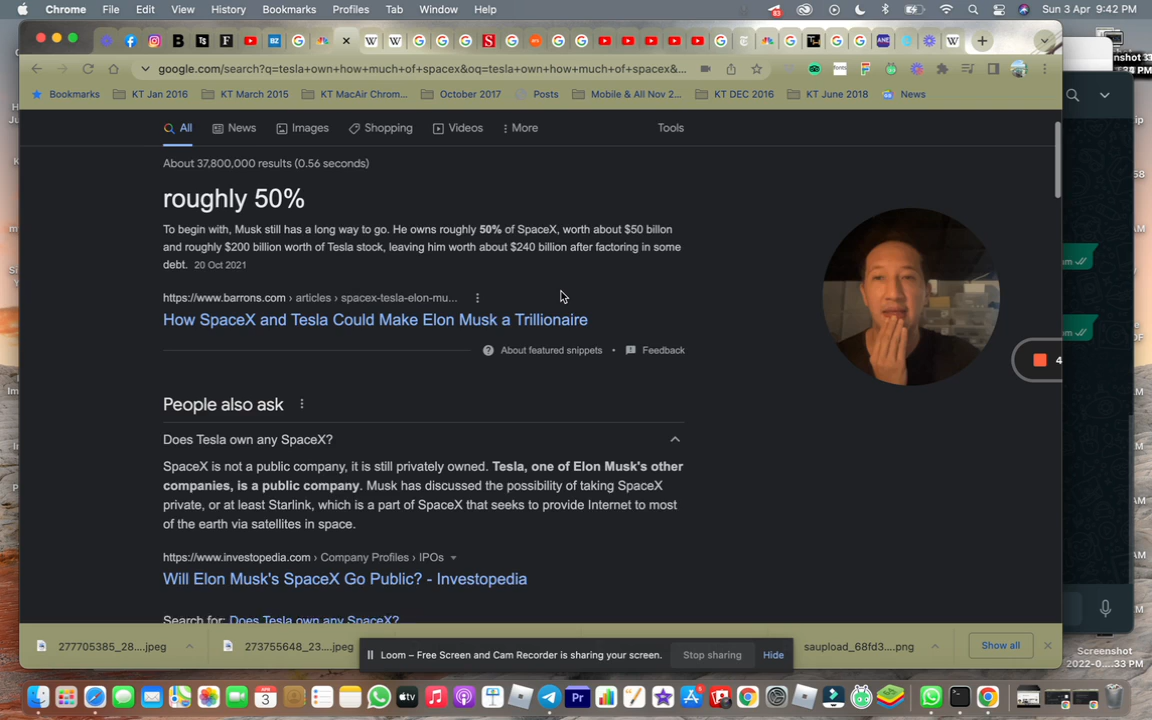 Chrome File Edit View History Bookmarks Profiles Tab Window Help 83 Sun 3 Apr 9:42 PM
google.com/search?q=tesla+own+how+much+of+spacex&oq=tesla+own+how+much+of+spacex&...
Bookmarks KT Jan 2016 KT March 2015 KT MacAir Chrom... October 2017 Posts Mobile & All Nov 2... KT DEC 2016 KT June 2018 News
All News Images Shopping Videos More Tools
About 37,800,000 results (0.56 seconds)
roughly 50%
To begin with, Musk still has a long way to go. He owns roughly 50% of SpaceX, worth about $50 billon
and roughly $200 billion worth of Tesla stock, leaving him worth about $240 billion after factoring in some
debt. 20 Oct 2021
https://www.barrons.com › articles › spacex-tesla-elon-mu...
How SpaceX and Tesla Could Make Elon Musk a Trillionaire
About featured snippets • Feedback
4
People also ask
Does Tesla own any SpaceX?
SpaceX is not a public company, it is still privately owned. Tesla, one of Elon Musk's other
companies, is a public company. Musk has discussed the possibility of taking SpaceX
private, or at least Starlink, which is a part of SpaceX that seeks to provide Internet to most
of the earth via satellites in space.
https://www.investopedia.com › Company Profiles › IPOs
Will Elon Musk's SpaceX Go Public? - Investopedia
Search for: Does Tesla own any SpaceX?
277705385_28....jpeg 273755648_23....jpeg saupload_68fd3....png Show all
Loom – Free Screen and Cam Recorder is sharing your screen. Stop sharing Hide
Screenshot
2022-0....33 PM